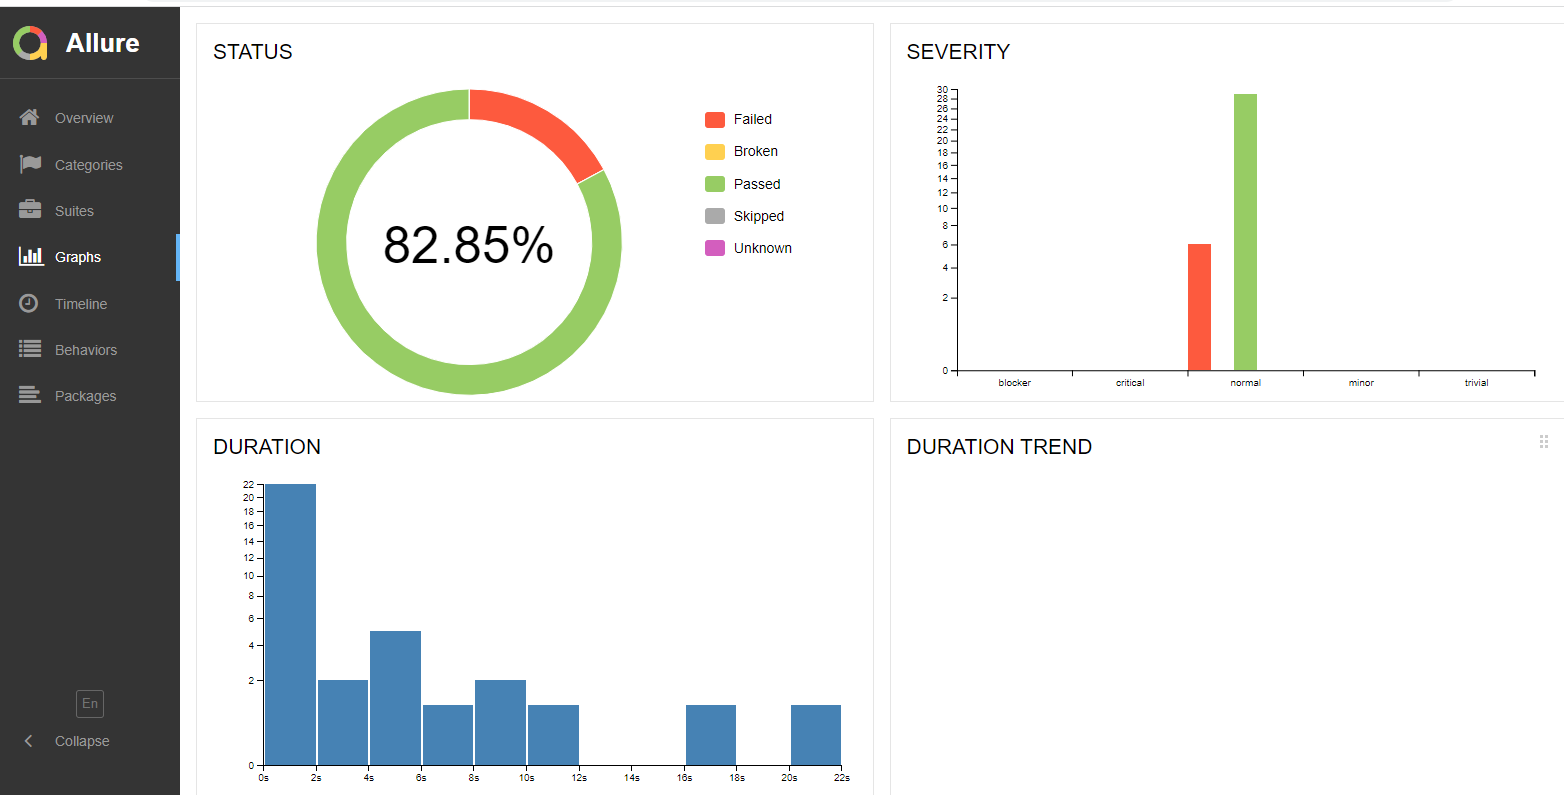 Allure
Overview
Categories
Suites
Graphs
Timeline
Behaviors
Packages
En
Collapse
STATUS
82.85%
Failed
Broken
Passed
Skipped
Unknown
SEVERITY
30
28
26
24
22
20
18
16
14
12
10
8
6
4
2
0
blocker critical normal minor trivial
DURATION
22
20
18
16
14
12
10
8
6
4
2
0
0s 2s 4s 6s 8s 10s 12s 14s 16s 18s 20s 22s
DURATION TREND